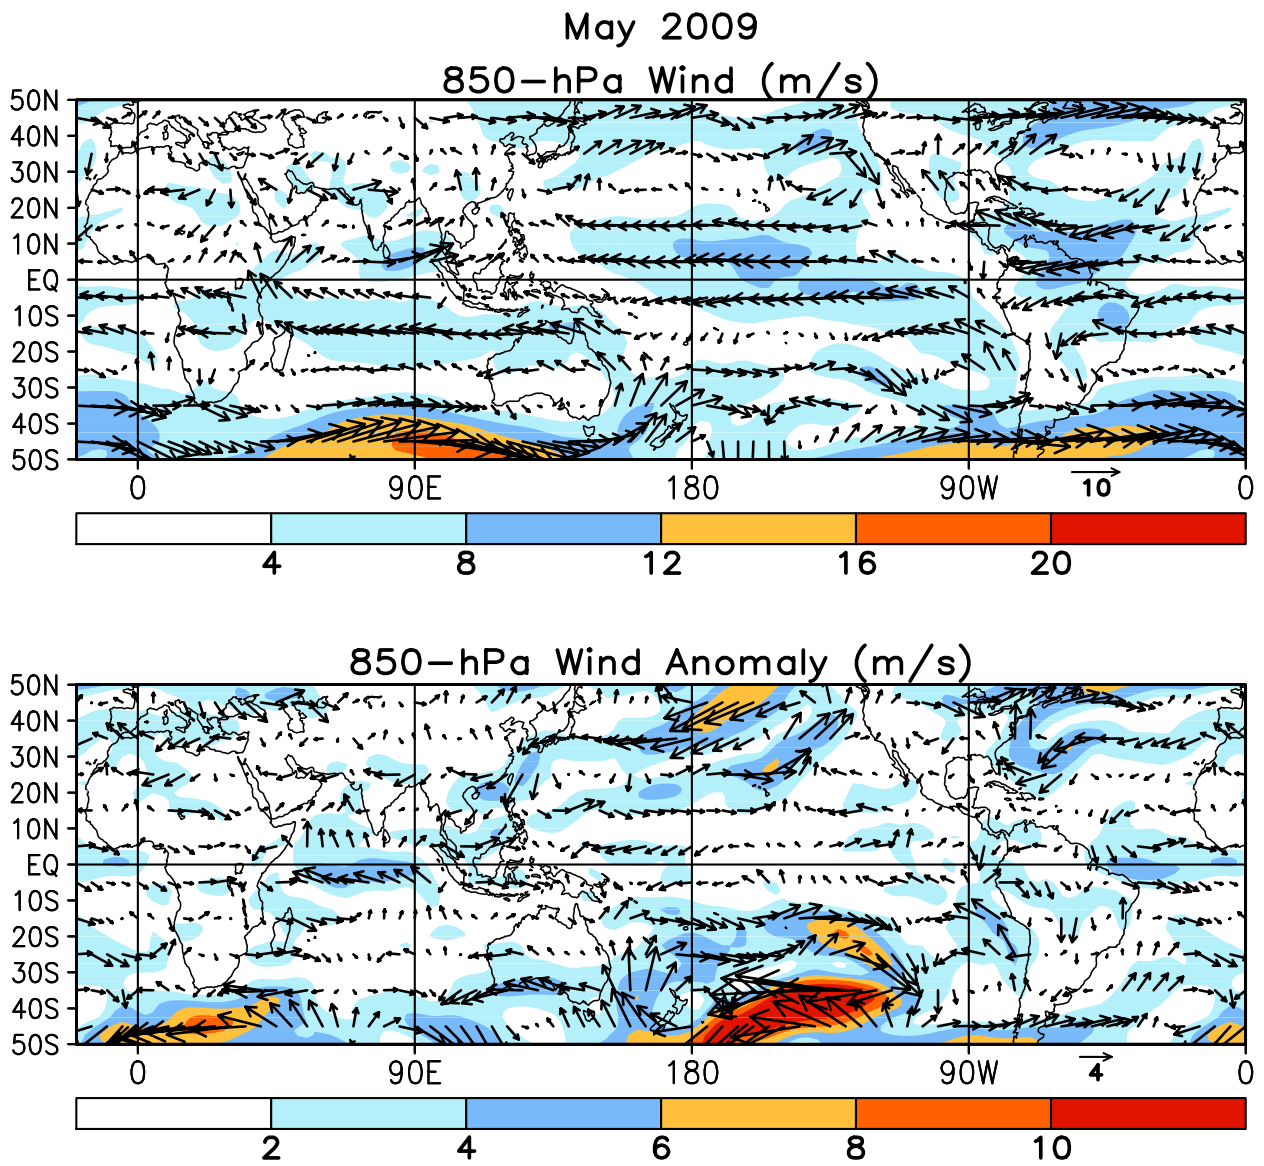 May 2009
850-hPa Wind (m/s)
50N
40N
30N
20N
10N
EQ
10S
20S
30S
40S
50S
0 90E 180 90W 0
10
4 8 12 16 20
850-hPa Wind Anomaly (m/s)
50N
40N
30N
20N
10N
EQ
10S
20S
30S
40S
50S
0 90E 180 90W 0
4
2 4 6 8 10